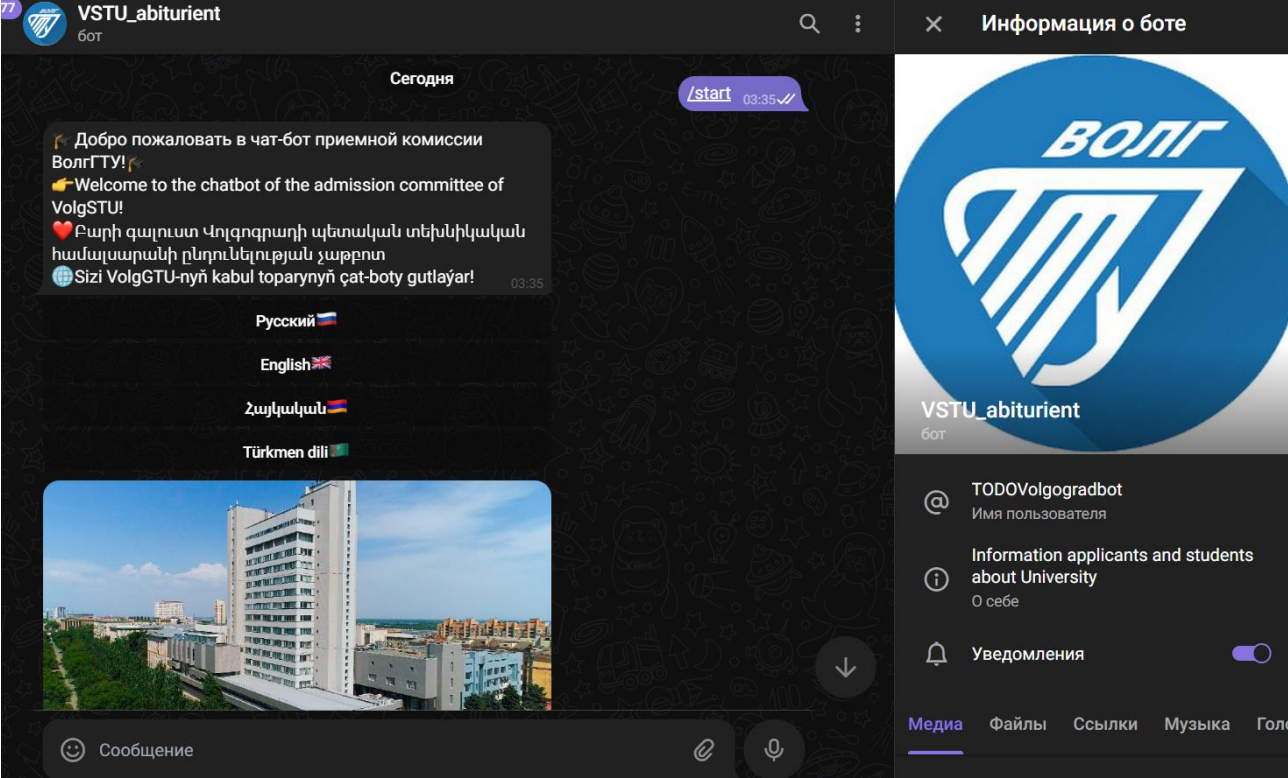 77
VSTU_abiturient
бот
Информация о боте
Сегодня
/start 03:35
🎓Добро пожаловать в чат-бот приемной комиссии
ВолгГТУ!🎓
👉Welcome to the chatbot of the admission committee of
VolgSTU!
❤️Բարի գալուստ Վոլգոգրադի պետական տեխնիկական
համալսարանի ընդունելության չաթբոտ
🌐Sizi VolgGTU-nyň kabul toparynyň çat-boty gutlaýar!
03:35
Русский🇷🇺
English🇬🇧
Հայկական🇦🇲
Türkmen dili🇹🇲
Сообщение
ВОЛГ
ГТУ
VSTU_abiturient
бот
TODOVolgogradbot
Имя пользователя
Information applicants and students
about University
О себе
Уведомления
Медиа Файлы Ссылки Музыка